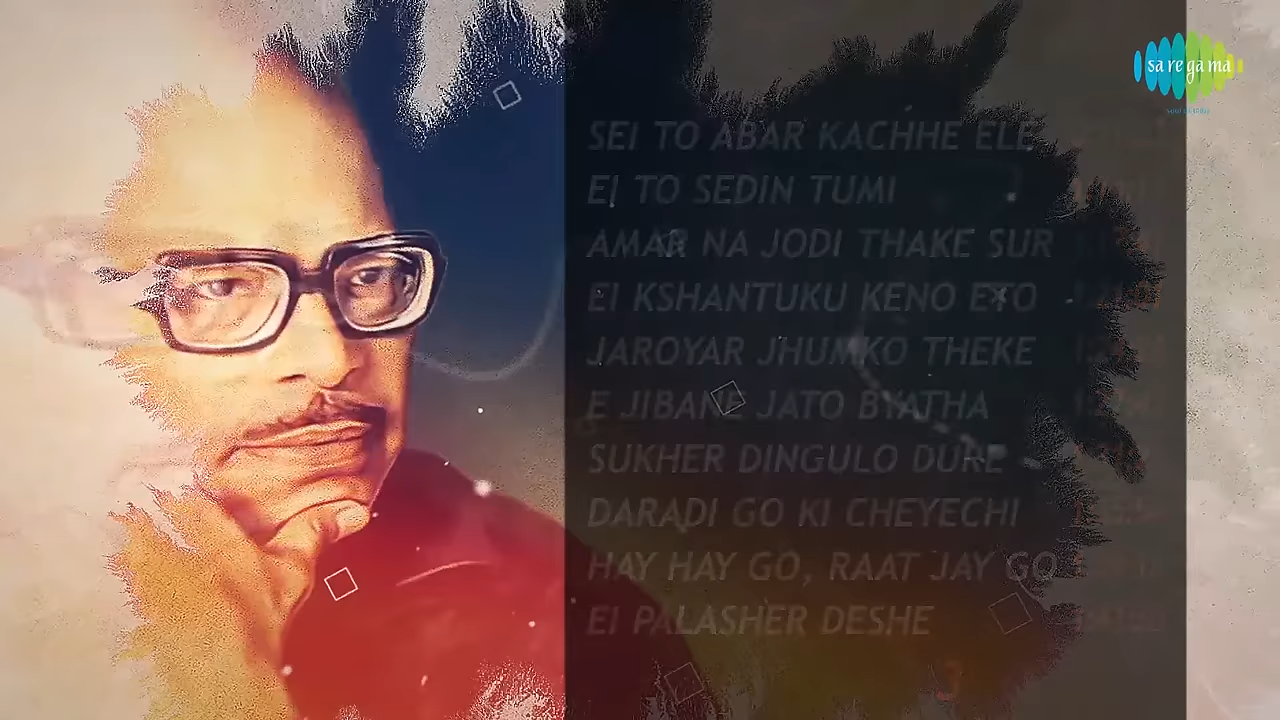 sa re ga ma
SEI TO ABAR KACHHE ELE
EI TO SEDIN TUMI
AMAR NA JODI THAKE SUR
EI KSHANTUKU KENO ETO
JAROYAR JHUMKO THEKE
E JIBANE JATO BYATHA
SUKHER DINGULO DURE
DARADI GO KI CHEYECHI
HAY HAY GO, RAAT JAY GO
EI PALASHER DESHE